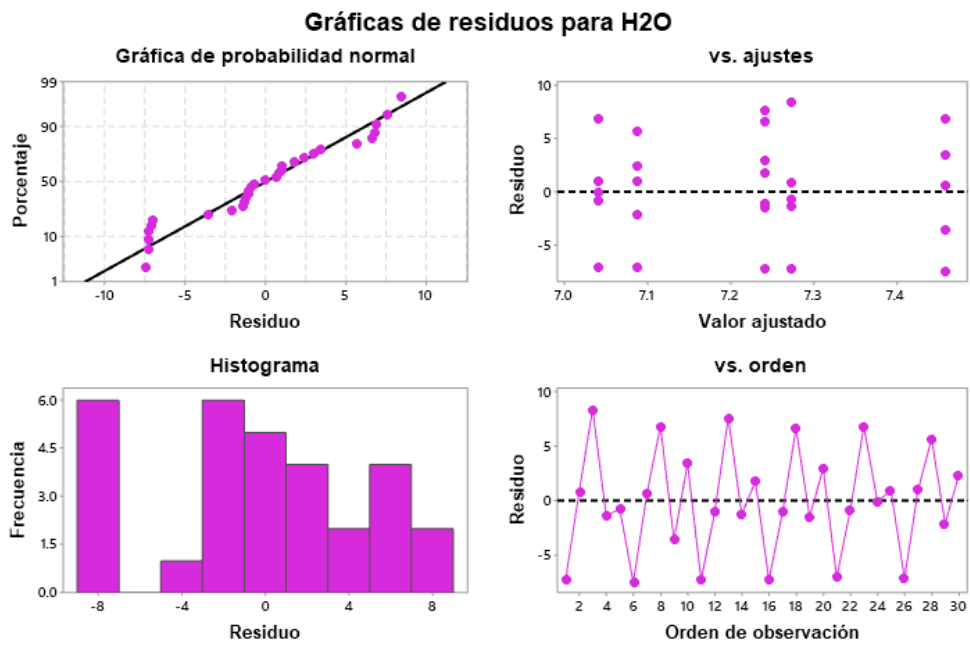 Gráficas de residuos para H2O
Gráfica de probabilidad normal
99
90
50
10
1
Porcentaje
-10 -5 0 5 10
Residuo
vs. ajustes
10
5
0
-5
Residuo
7.0 7.1 7.2 7.3 7.4
Valor ajustado
Histograma
6.0
4.5
3.0
1.5
0.0
Frecuencia
-8 -4 0 4 8
Residuo
vs. orden
10
5
0
-5
Residuo
2 4 6 8 10 12 14 16 18 20 22 24 26 28 30
Orden de observación